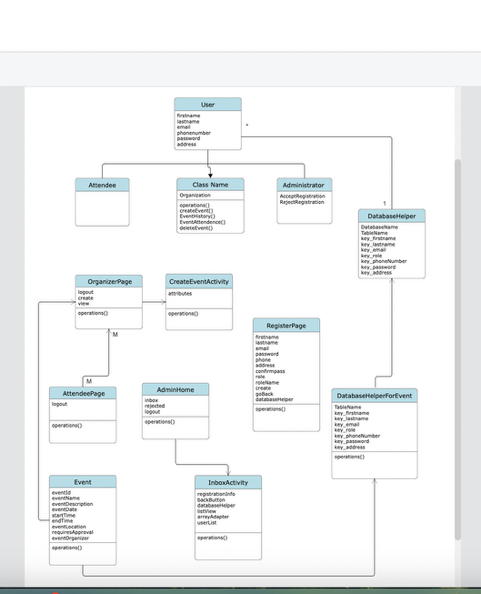 User
firstname
lastname
email
phonenumber
password
address
*
Attendee
Class Name
Organization
operations()
createEvent()
EventHistory()
EventAttendence()
deleteEvent()
Administrator
AcceptRegistration
RejectRegistration
1
DatabaseHelper
DatabaseName
TableName
key_firstname
key_lastname
key_email
key_role
key_phoneNumber
key_password
key_address
OrganizerPage
logout
create
view
operations()
CreateEventActivity
attributes
operations()
RegisterPage
firstname
lastname
email
password
phone
address
confirmpass
role
roleName
create
goBack
databaseHelper
operations()
M
M
AttendeePage
logout
operations()
AdminHome
inbox
rejected
logout
operations()
DatabaseHelperForEvent
TableName
key_firstname
key_lastname
key_email
key_role
key_phoneNumber
key_password
key_address
operations()
Event
eventId
eventName
eventDescription
eventDate
startTime
endTime
eventLocation
requiresApproval
eventOrganizer
operations()
InboxActivity
registrationInfo
backButton
databaseHelper
listView
arrayAdapter
userList
operations()